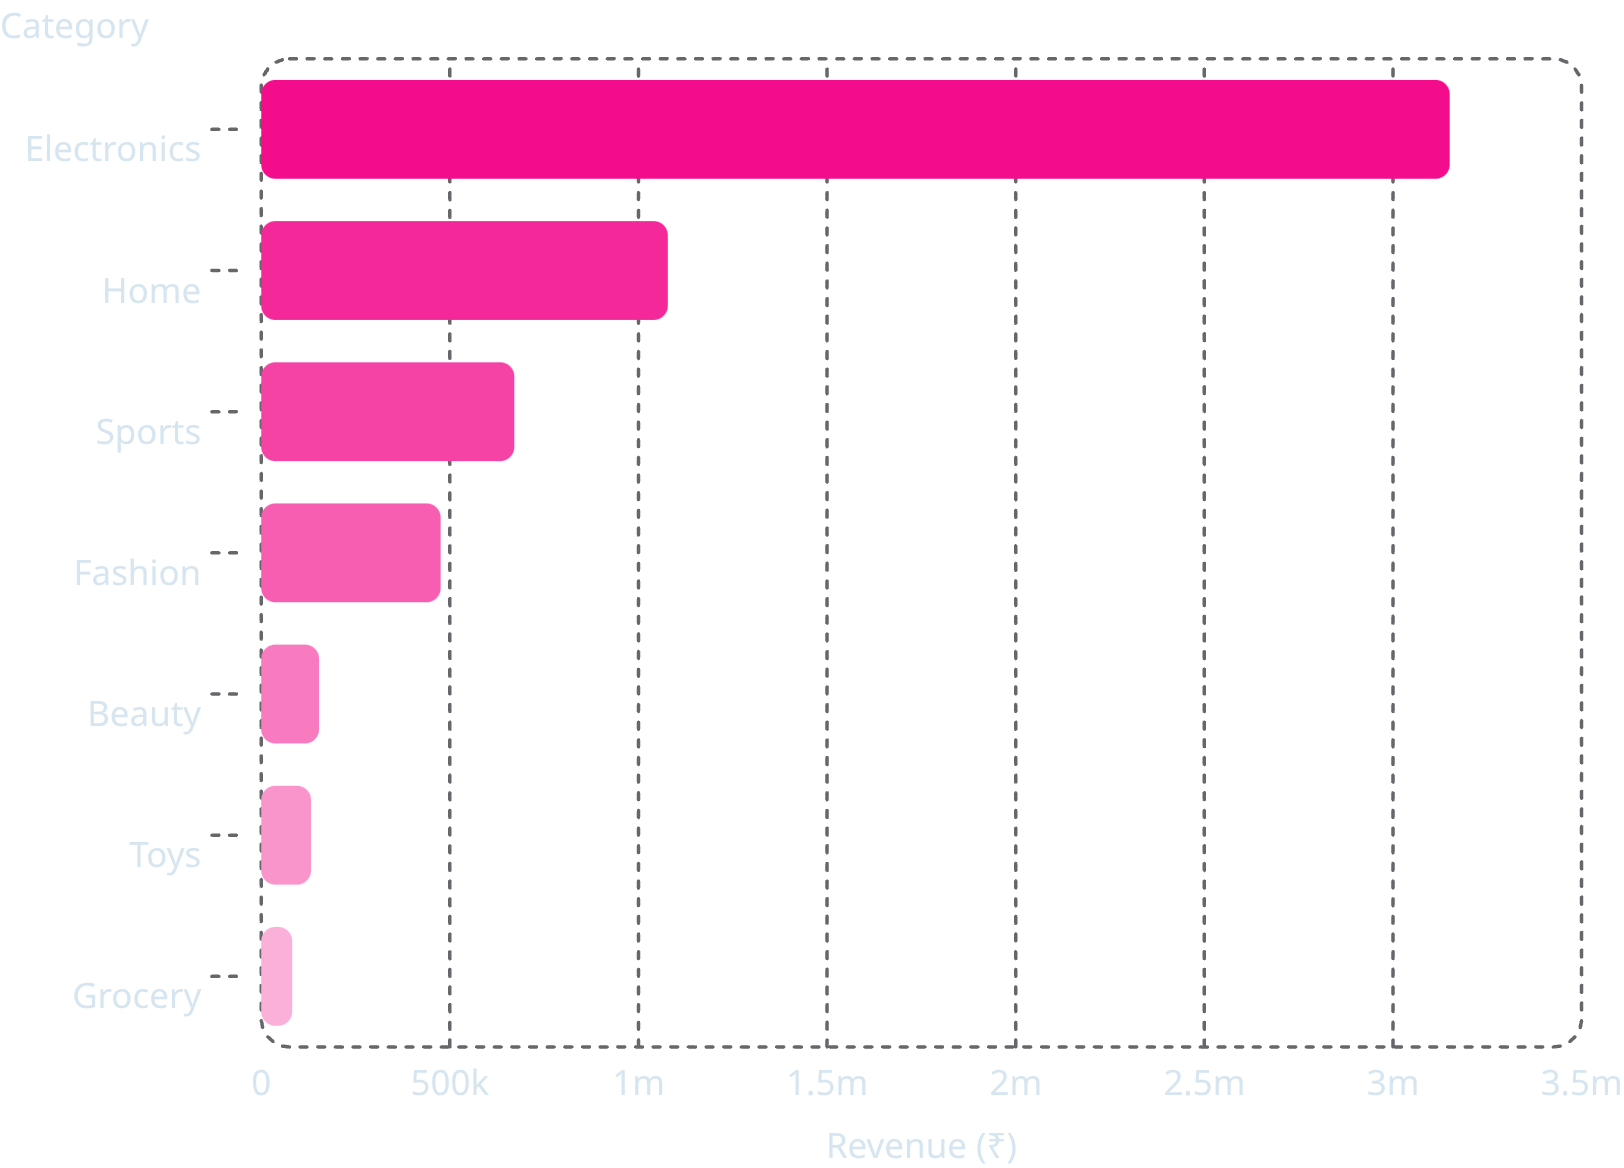 Category
Electronics
Home
Sports
Fashion
Beauty
Toys
Grocery
0 500k 1m 1.5m 2m 2.5m 3m 3.5m
Revenue (₹)